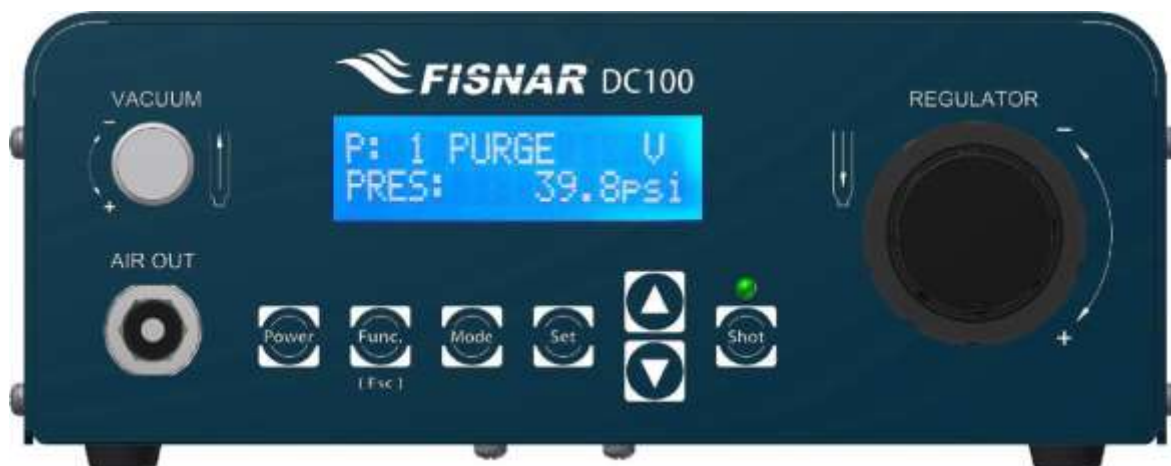 FISNAR DC100
VACUUM
REGULATOR
P: 1 PURGE V
PRES: 39.8psi
AIR OUT
Power
Func.
Mode
Set
Shot
[Esc]